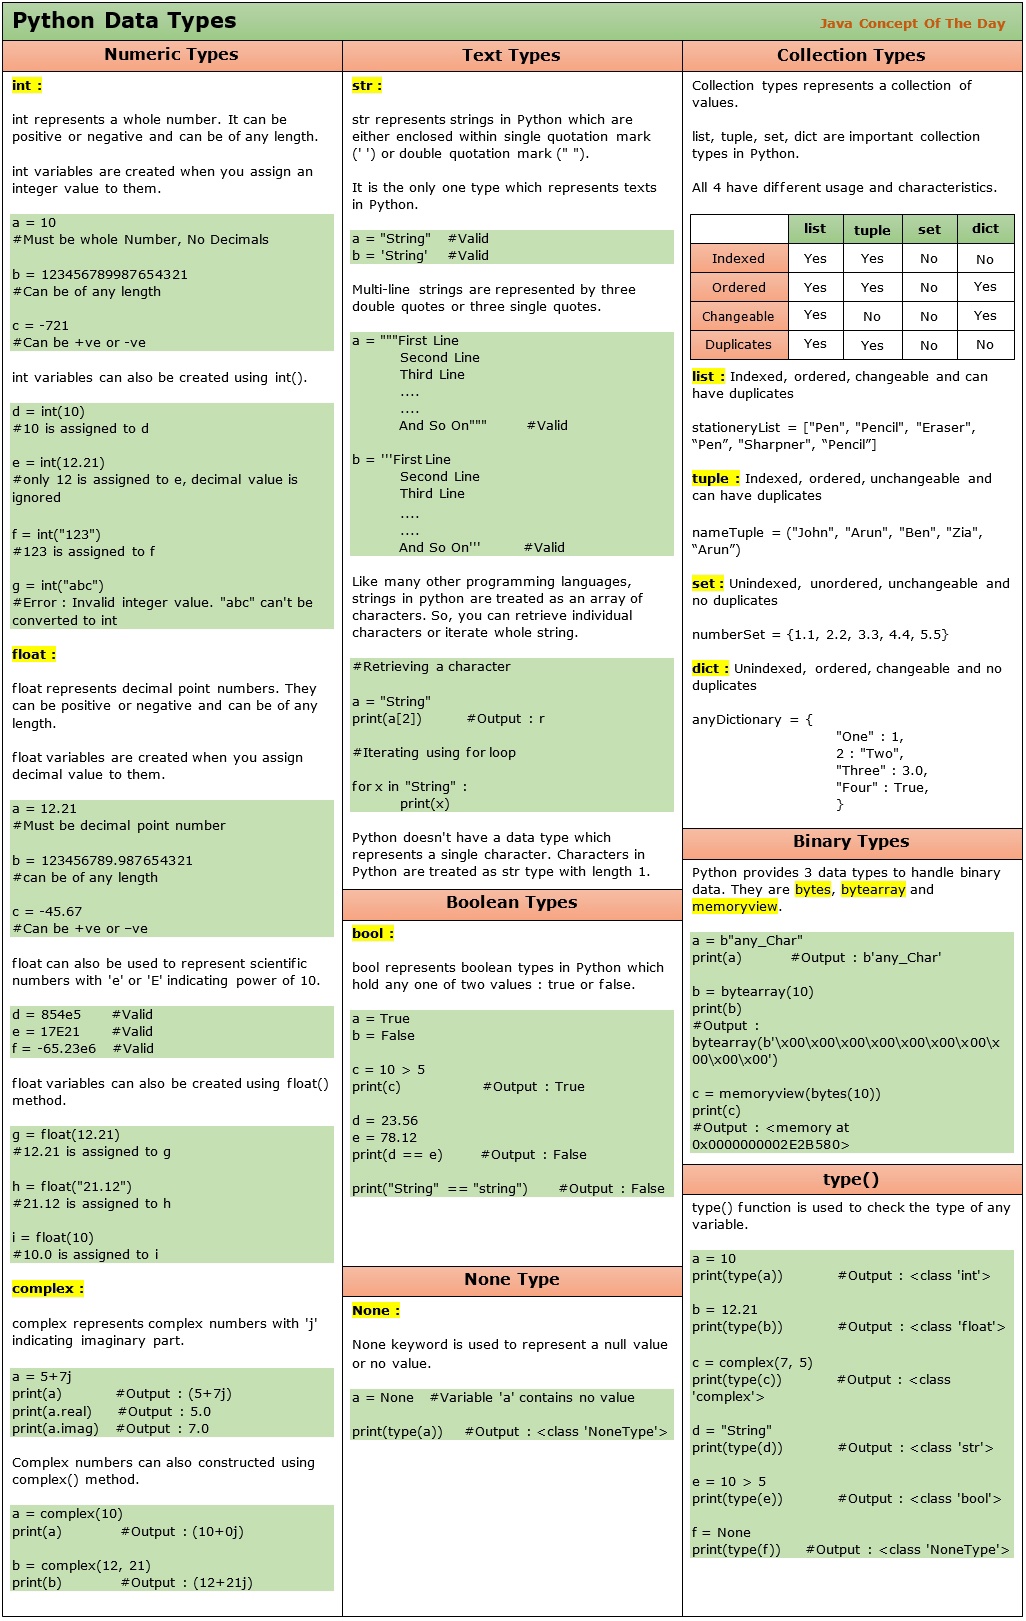 Python Data Types
Java Concept Of The Day
Numeric Types
int :
int represents a whole number. It can be
positive or negative and can be of any length.
int variables are created when you assign an
integer value to them.
a = 10
#Must be whole Number, No Decimals
b = 123456789987654321
#Can be of any length
c = -721
#Can be +ve or -ve
int variables can also be created using int().
d = int(10)
#10 is assigned to d
e = int(12.21)
#only 12 is assigned to e, decimal value is
ignored
f = int("123")
#123 is assigned to f
g = int("abc")
#Error : Invalid integer value. "abc" can't be
converted to int
float :
float represents decimal point numbers. They
can be positive or negative and can be of any
length.
float variables are created when you assign
decimal value to them.
a = 12.21
#Must be decimal point number
b = 123456789.987654321
#can be of any length
c = -45.67
#Can be +ve or –ve
float can also be used to represent scientific
numbers with 'e' or 'E' indicating power of 10.
d = 854e5 #Valid
e = 17E21 #Valid
f = -65.23e6 #Valid
float variables can also be created using float()
method.
g = float(12.21)
#12.21 is assigned to g
h = float("21.12")
#21.12 is assigned to h
i = float(10)
#10.0 is assigned to i
complex :
complex represents complex numbers with 'j'
indicating imaginary part.
a = 5+7j
print(a) #Output : (5+7j)
print(a.real) #Output : 5.0
print(a.imag) #Output : 7.0
Complex numbers can also constructed using
complex() method.
a = complex(10)
print(a) #Output : (10+0j)
b = complex(12, 21)
print(b) #Output : (12+21j)
Text Types
str :
str represents strings in Python which are
either enclosed within single quotation mark
(' ') or double quotation mark (" ").
It is the only one type which represents texts
in Python.
a = "String" #Valid
b = 'String' #Valid
Multi-line strings are represented by three
double quotes or three single quotes.
a = """First Line
Second Line
Third Line
....
....
And So On""" #Valid
b = '''First Line
Second Line
Third Line
....
....
And So On''' #Valid
Like many other programming languages,
strings in python are treated as an array of
characters. So, you can retrieve individual
characters or iterate whole string.
#Retrieving a character
a = "String"
print(a[2]) #Output : r
#Iterating using for loop
for x in "String" :
print(x)
Python doesn't have a data type which
represents a single character. Characters in
Python are treated as str type with length 1.
Boolean Types
bool :
bool represents boolean types in Python which
hold any one of two values : true or false.
a = True
b = False
c = 10 > 5
print(c) #Output : True
d = 23.56
e = 78.12
print(d == e) #Output : False
print("String" == "string") #Output : False
None Type
None :
None keyword is used to represent a null value
or no value.
a = None #Variable 'a' contains no value
print(type(a)) #Output : <class 'NoneType'>
Collection Types
Collection types represents a collection of
values.
list, tuple, set, dict are important collection
types in Python.
All 4 have different usage and characteristics.
list tuple set dict
Indexed Yes Yes No No
Ordered Yes Yes No Yes
Changeable Yes No No Yes
Duplicates Yes Yes No No
list : Indexed, ordered, changeable and can
have duplicates
stationeryList = ["Pen", "Pencil", "Eraser",
“Pen”, "Sharpner", “Pencil”]
tuple : Indexed, ordered, unchangeable and
can have duplicates
nameTuple = ("John", "Arun", "Ben", "Zia",
“Arun”)
set : Unindexed, unordered, unchangeable and
no duplicates
numberSet = {1.1, 2.2, 3.3, 4.4, 5.5}
dict : Unindexed, ordered, changeable and no
duplicates
anyDictionary = {
"One" : 1,
2 : "Two",
"Three" : 3.0,
"Four" : True,
}
Binary Types
Python provides 3 data types to handle binary
data. They are bytes, bytearray and
memoryview.
a = b"any_Char"
print(a) #Output : b'any_Char'
b = bytearray(10)
print(b)
#Output :
bytearray(b'\x00\x00\x00\x00\x00\x00\x00\x
00\x00\x00')
c = memoryview(bytes(10))
print(c)
#Output : <memory at
0x0000000002E2B580>
type()
type() function is used to check the type of any
variable.
a = 10
print(type(a)) #Output : <class 'int'>
b = 12.21
print(type(b)) #Output : <class 'float'>
c = complex(7, 5)
print(type(c)) #Output : <class
'complex'>
d = "String"
print(type(d)) #Output : <class 'str'>
e = 10 > 5
print(type(e)) #Output : <class 'bool'>
f = None
print(type(f)) #Output : <class 'NoneType'>